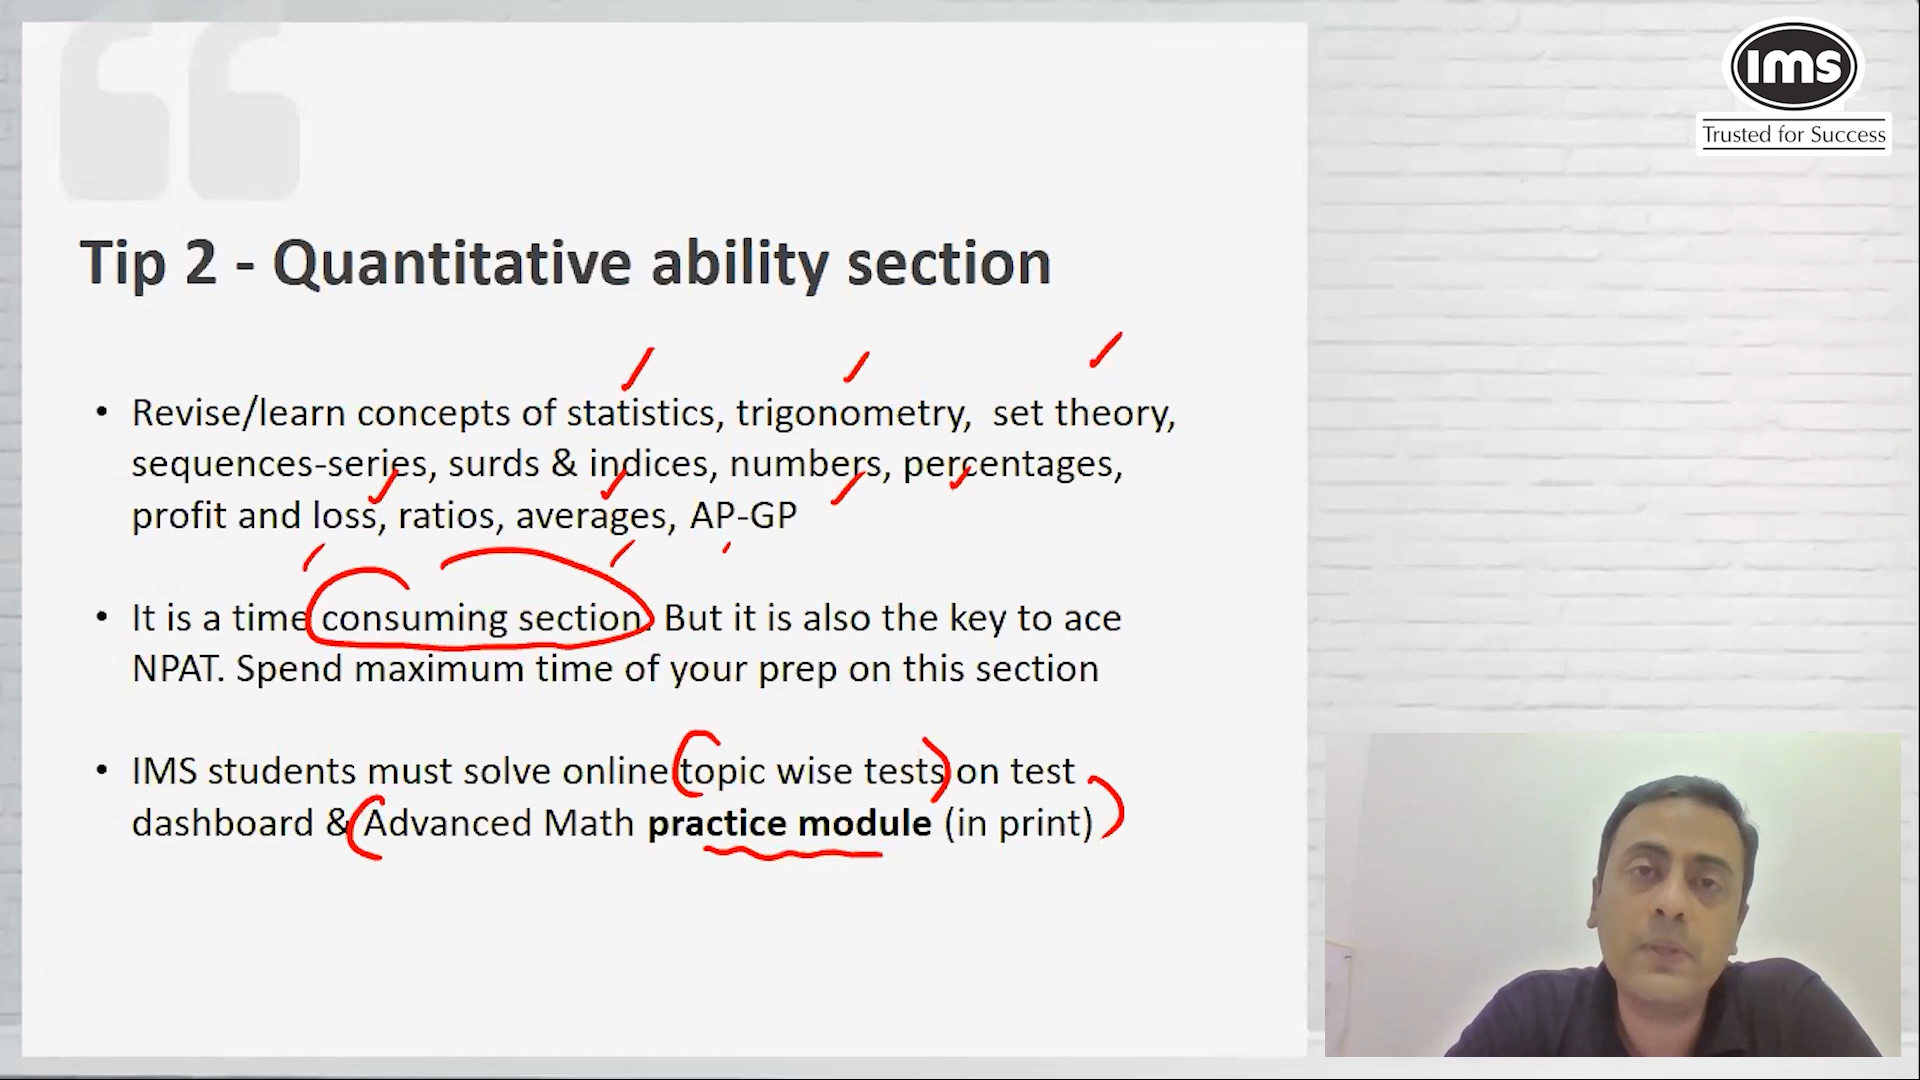 ims
Trusted for Success
Tip 2 - Quantitative ability section
• Revise/learn concepts of statistics, trigonometry,  set theory,
sequences-series, surds & indices, numbers, percentages,
profit and loss, ratios, averages, AP-GP
• It is a time consuming section. But it is also the key to ace
NPAT. Spend maximum time of your prep on this section
• IMS students must solve online topic wise tests on test
dashboard & Advanced Math practice module (in print)